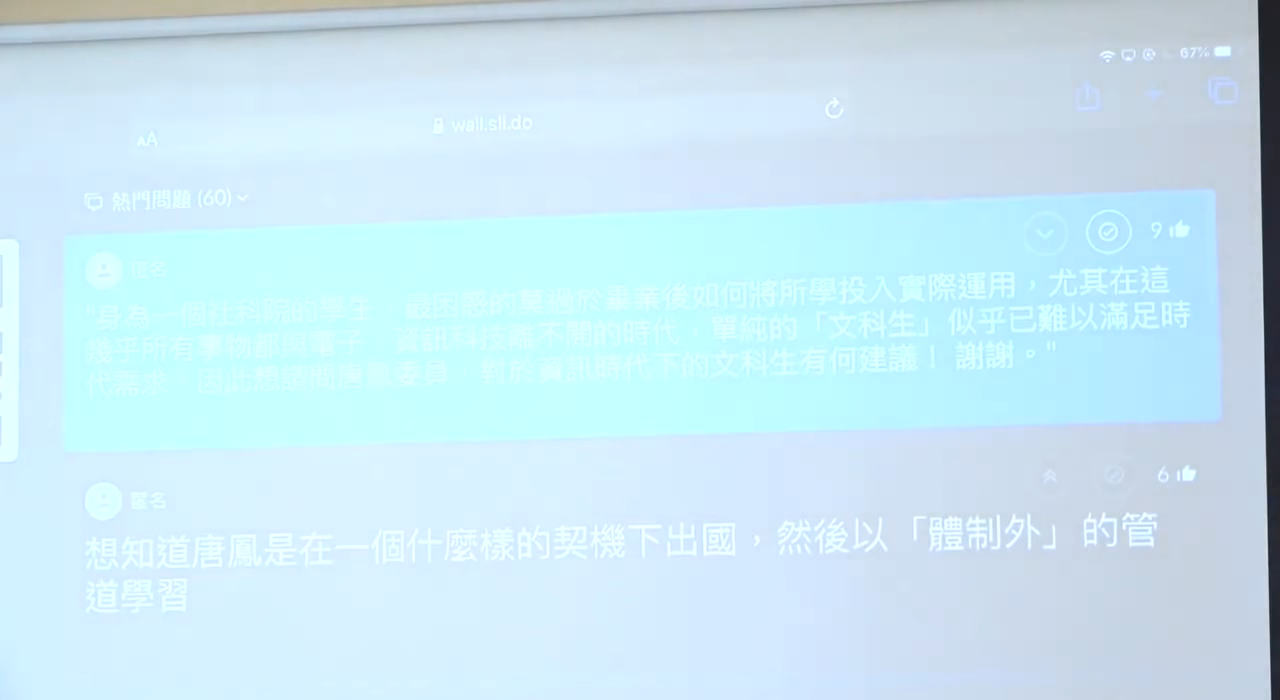 67%
AA
wall.sli.do
熱門問題 (60)
9
匿名
"身為一個社科院的學生，最困惑的莫過於畢業後如何將所學投入實際運用，尤其在這
幾乎所有事物都與電子、資訊科技離不開的時代，單純的「文科生」似乎已難以滿足時
代需求，因此想請問唐鳳委員，對於資訊時代下的文科生有何建議！ 謝謝。"
6
匿名
想知道唐鳳是在一個什麼樣的契機下出國，然後以「體制外」的管
道學習